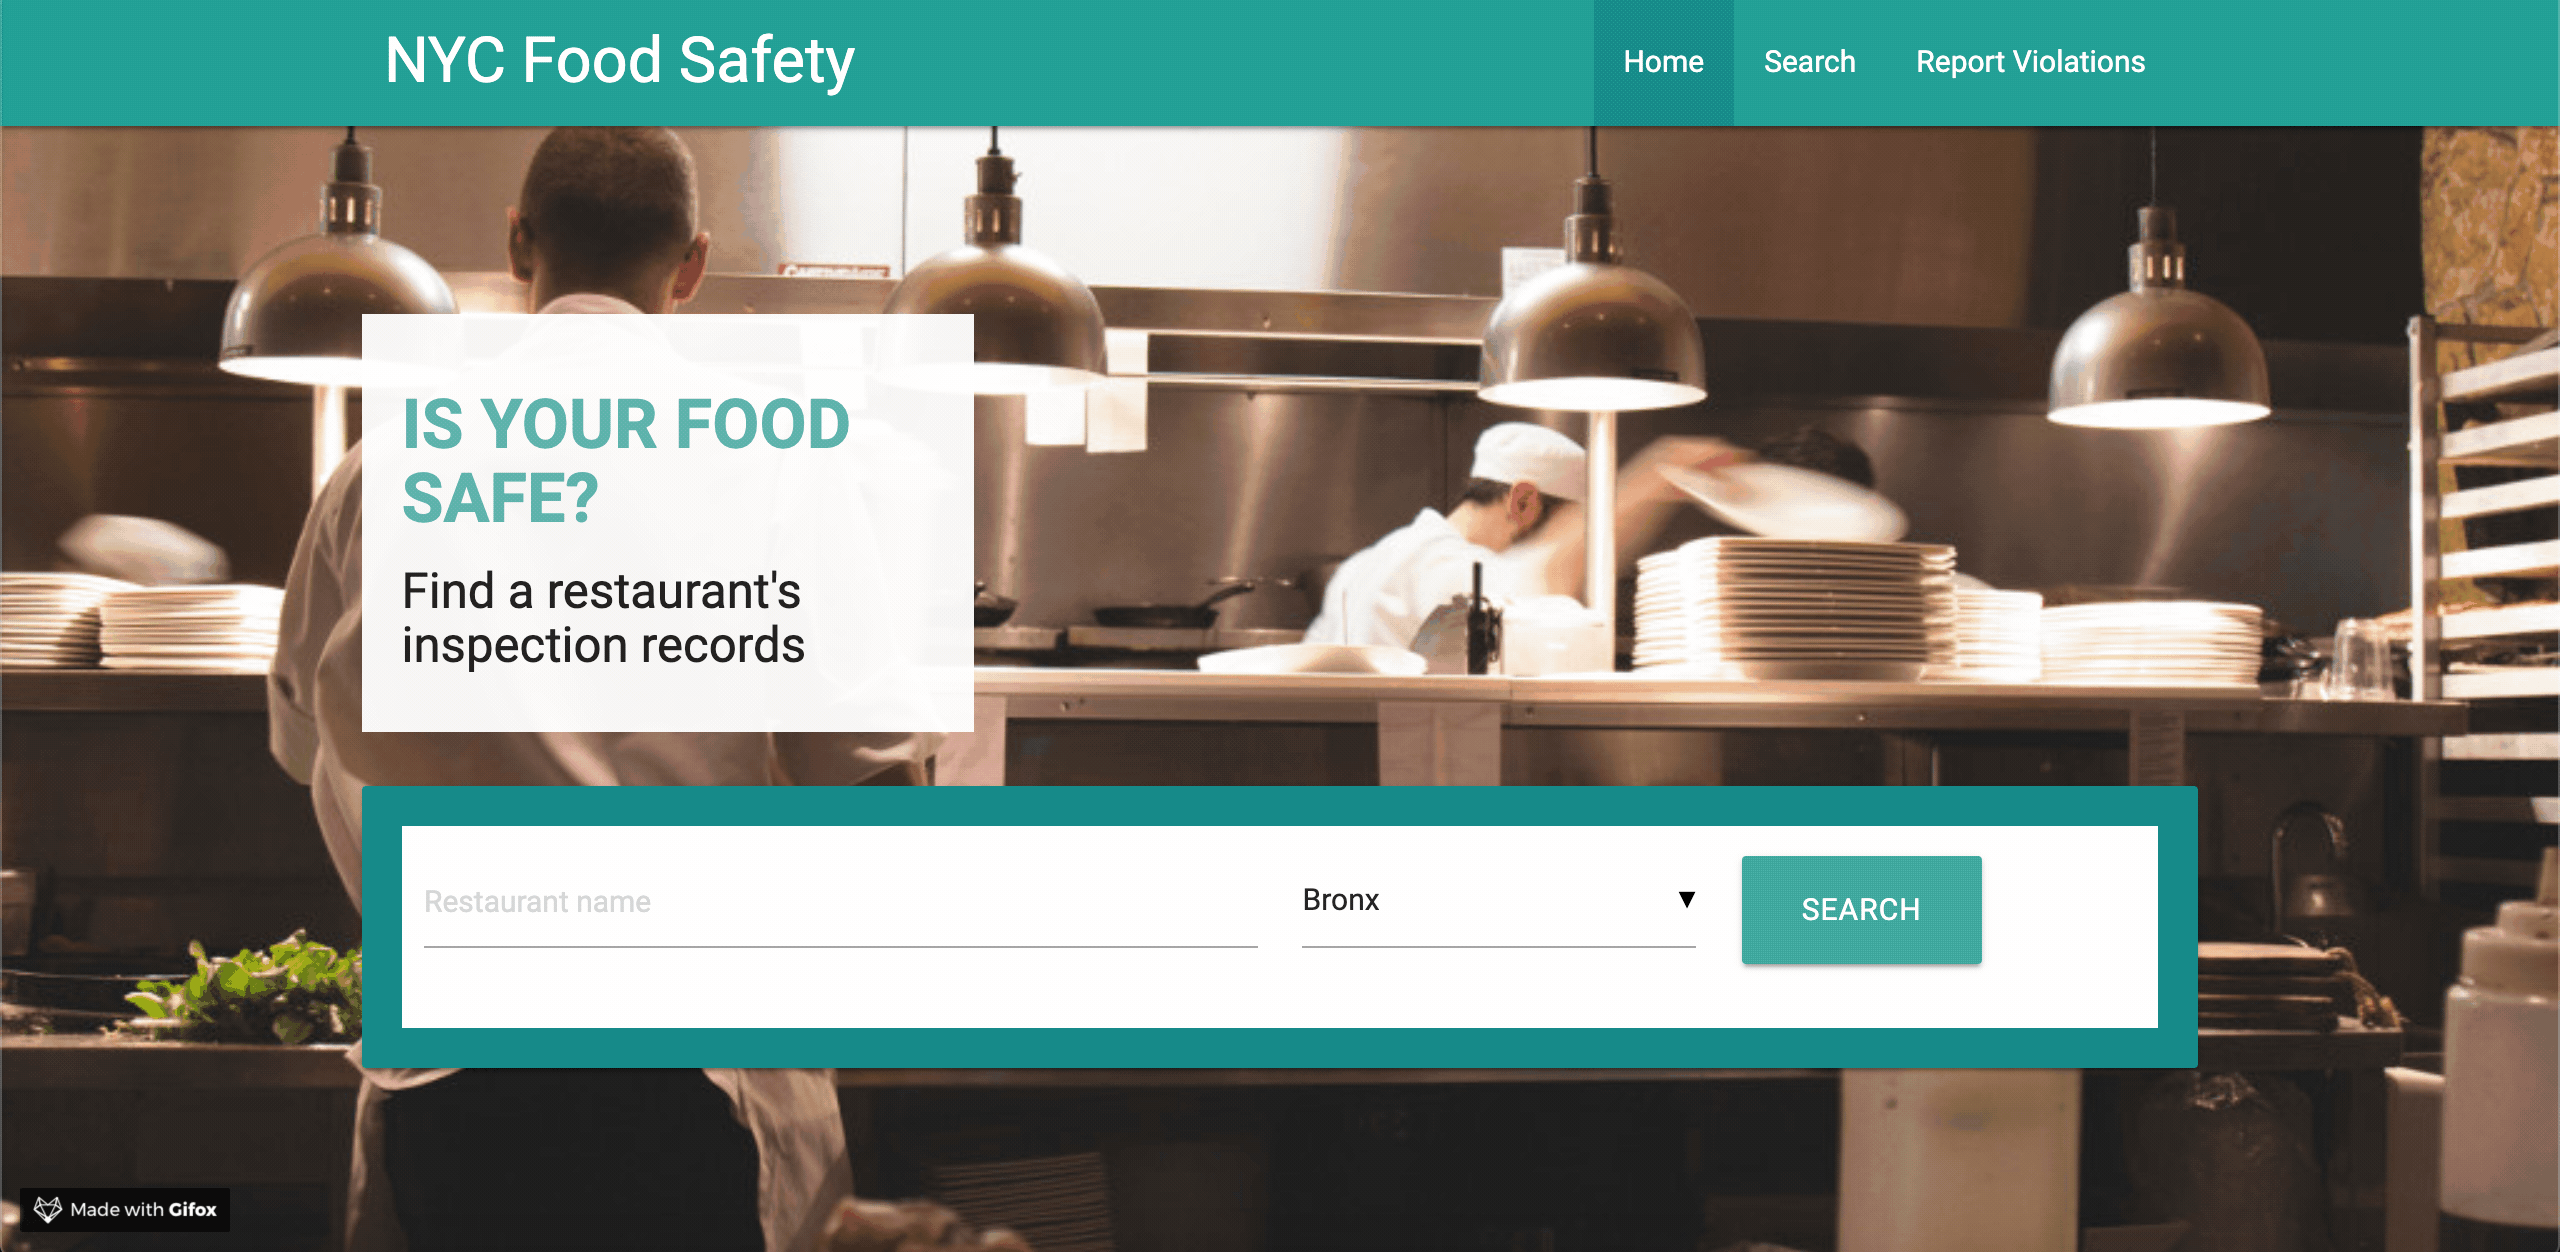 NYC Food Safety
Home
Search
Report Violations
IS YOUR FOOD
SAFE?
Find a restaurant's
inspection records
Restaurant name
Bronx
SEARCH
Made with Gifox